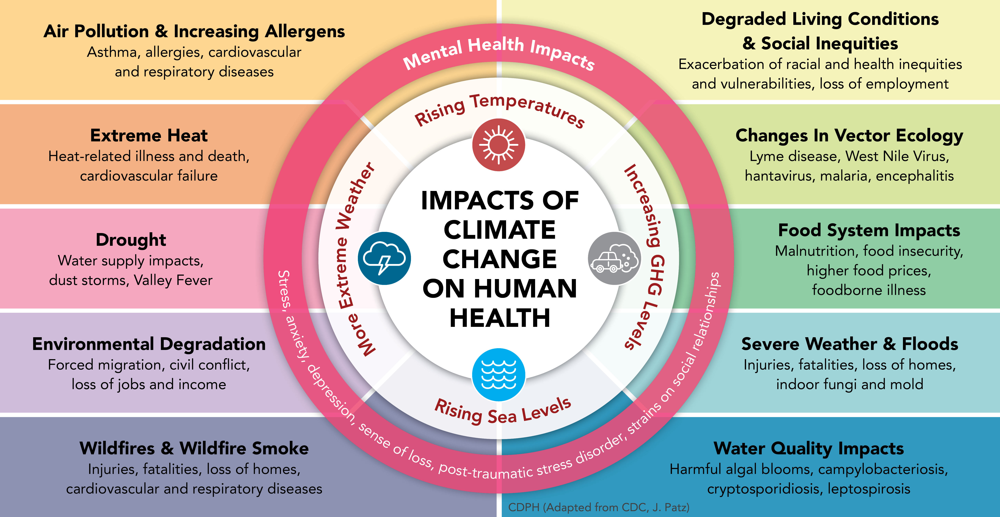 Air Pollution & Increasing Allergens
Asthma, allergies, cardiovascular
and respiratory diseases
Extreme Heat
Heat-related illness and death,
cardiovascular failure
Drought
Water supply impacts,
dust storms, Valley Fever
Environmental Degradation
Forced migration, civil conflict,
loss of jobs and income
Wildfires & Wildfire Smoke
Injuries, fatalities, loss of homes,
cardiovascular and respiratory diseases
Mental Health Impacts
Rising Temperatures
More Extreme Weather
IMPACTS OF
CLIMATE
CHANGE
ON HUMAN
HEALTH
Increasing GHG Levels
Rising Sea Levels
Stress, anxiety, depression, sense of loss, post-traumatic stress disorder, strains on social relationships
Degraded Living Conditions
& Social Inequities
Exacerbation of racial and health inequities
and vulnerabilities, loss of employment
Changes In Vector Ecology
Lyme disease, West Nile Virus,
hantavirus, malaria, encephalitis
Food System Impacts
Malnutrition, food insecurity,
higher food prices,
foodborne illness
Severe Weather & Floods
Injuries, fatalities, loss of homes,
indoor fungi and mold
Water Quality Impacts
Harmful algal blooms, campylobacteriosis,
cryptosporidiosis, leptospirosis
CDPH (Adapted from CDC, J. Patz)